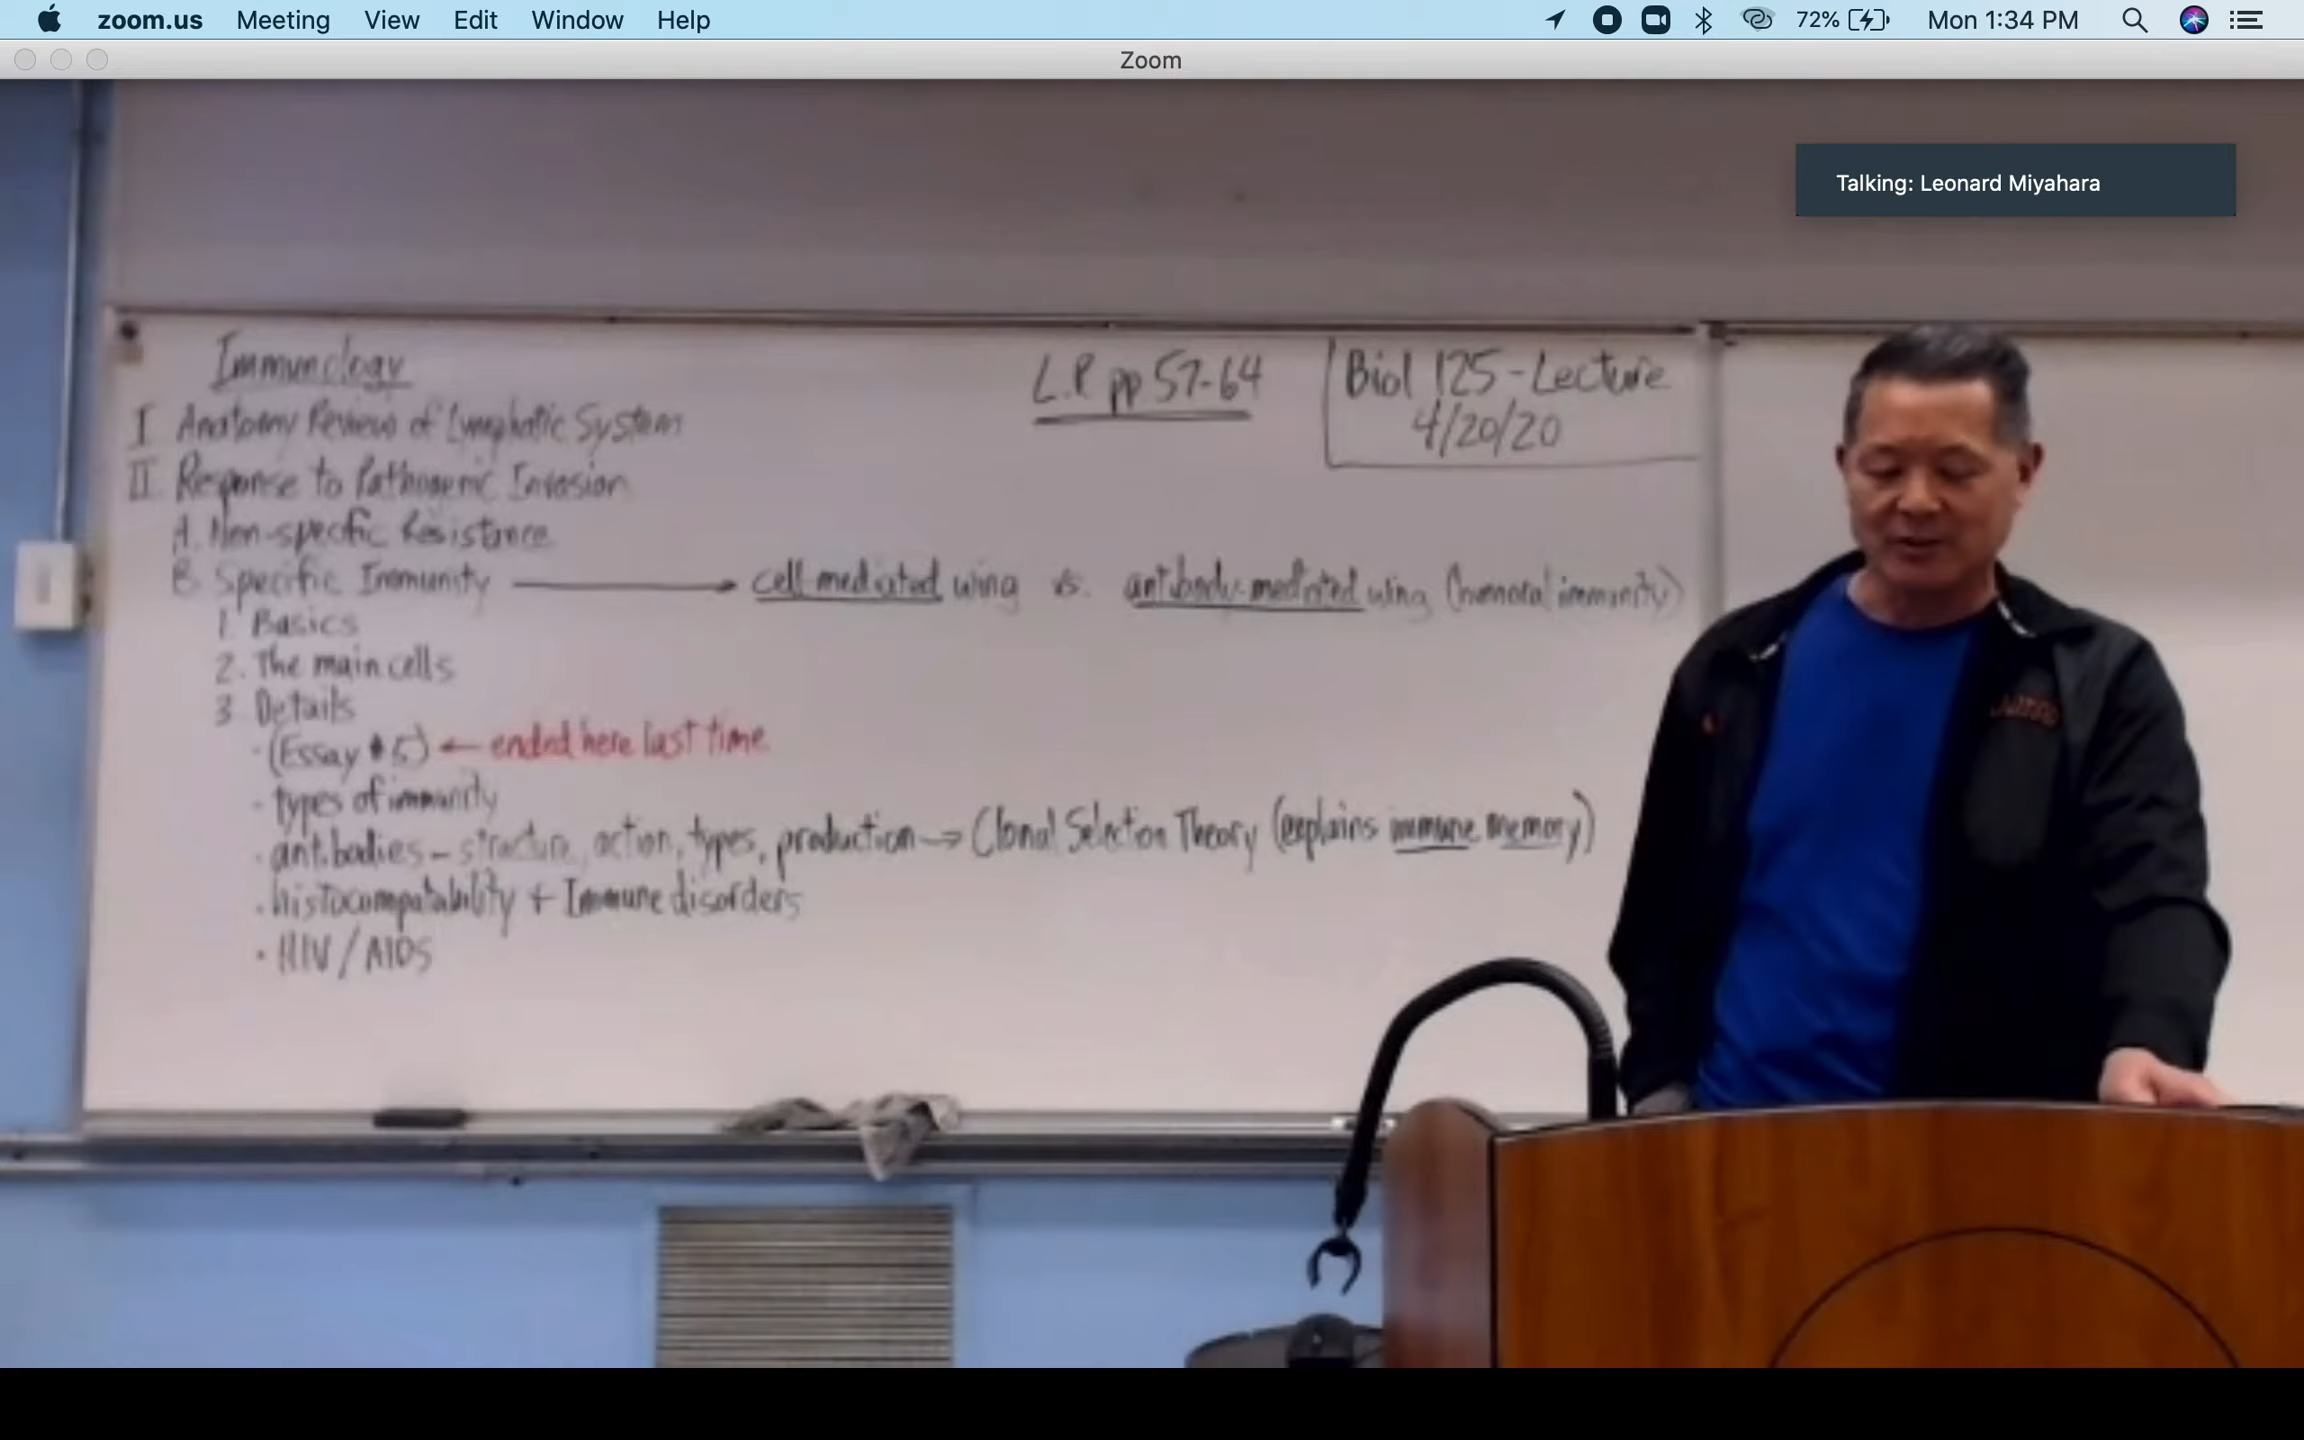 zoom.us Meeting View Edit Window Help 72% Mon 1:34 PM
Zoom
Talking: Leonard Miyahara
Immunology
L.P. pp 57-64
Biol 125 - Lecture
4/20/20
I Anatomy Review of Lymphatic System
II. Response to Pathogenic Invasion
A. Non-specific Resistance
B. Specific Immunity → cell-mediated wing vs. antibody-mediated wing (humoral immunity)
1. Basics
2. The main cells
3. Details
· (Essay #5) ← ended here last time
· types of immunity
· antibodies - structure, action, types, production → Clonal Selection Theory (explains immune memory)
· histocompatability + Immune disorders
· HIV/AIDS